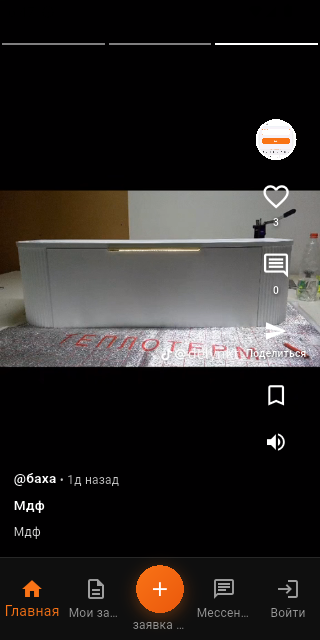 3
0
ТЕПЛОТЕРМ
Поделиться
@баха • 1д назад
Мдф
Мдф
Главная
Мои за...
заявка ...
Мессен...
Войти